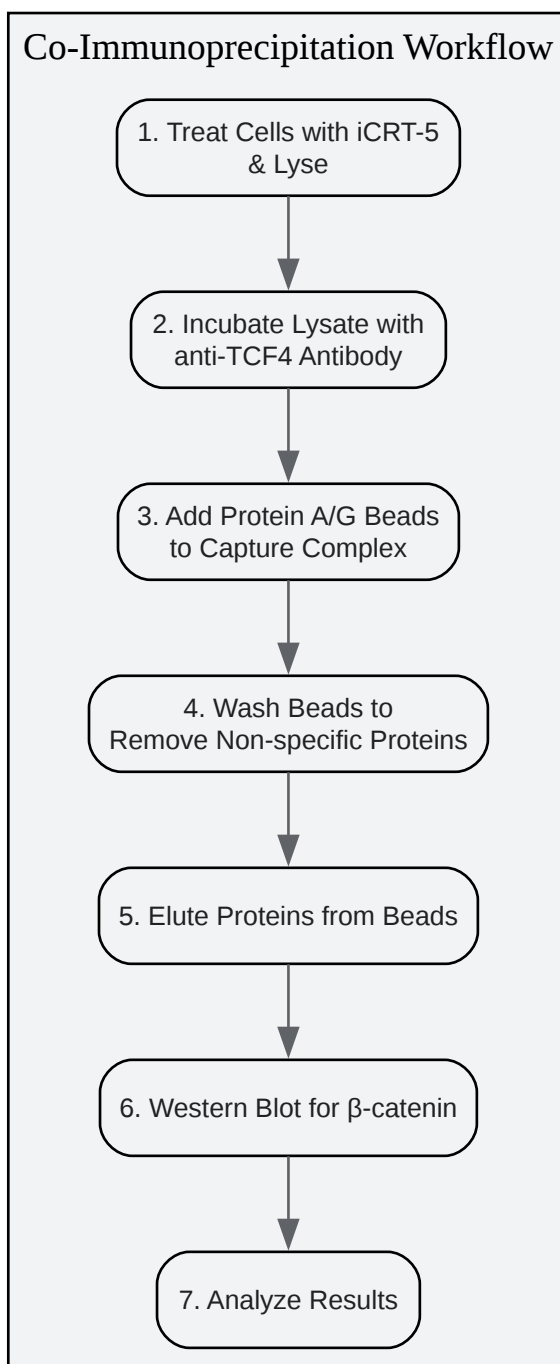 Co-Immunoprecipitation Workflow
1. Treat Cells with iCRT-5
& Lyse
2. Incubate Lysate with
anti-TCF4 Antibody
3. Add Protein A/G Beads
to Capture Complex
4. Wash Beads to
Remove Non-specific Proteins
5. Elute Proteins from Beads
6. Western Blot for β-catenin
7. Analyze Results